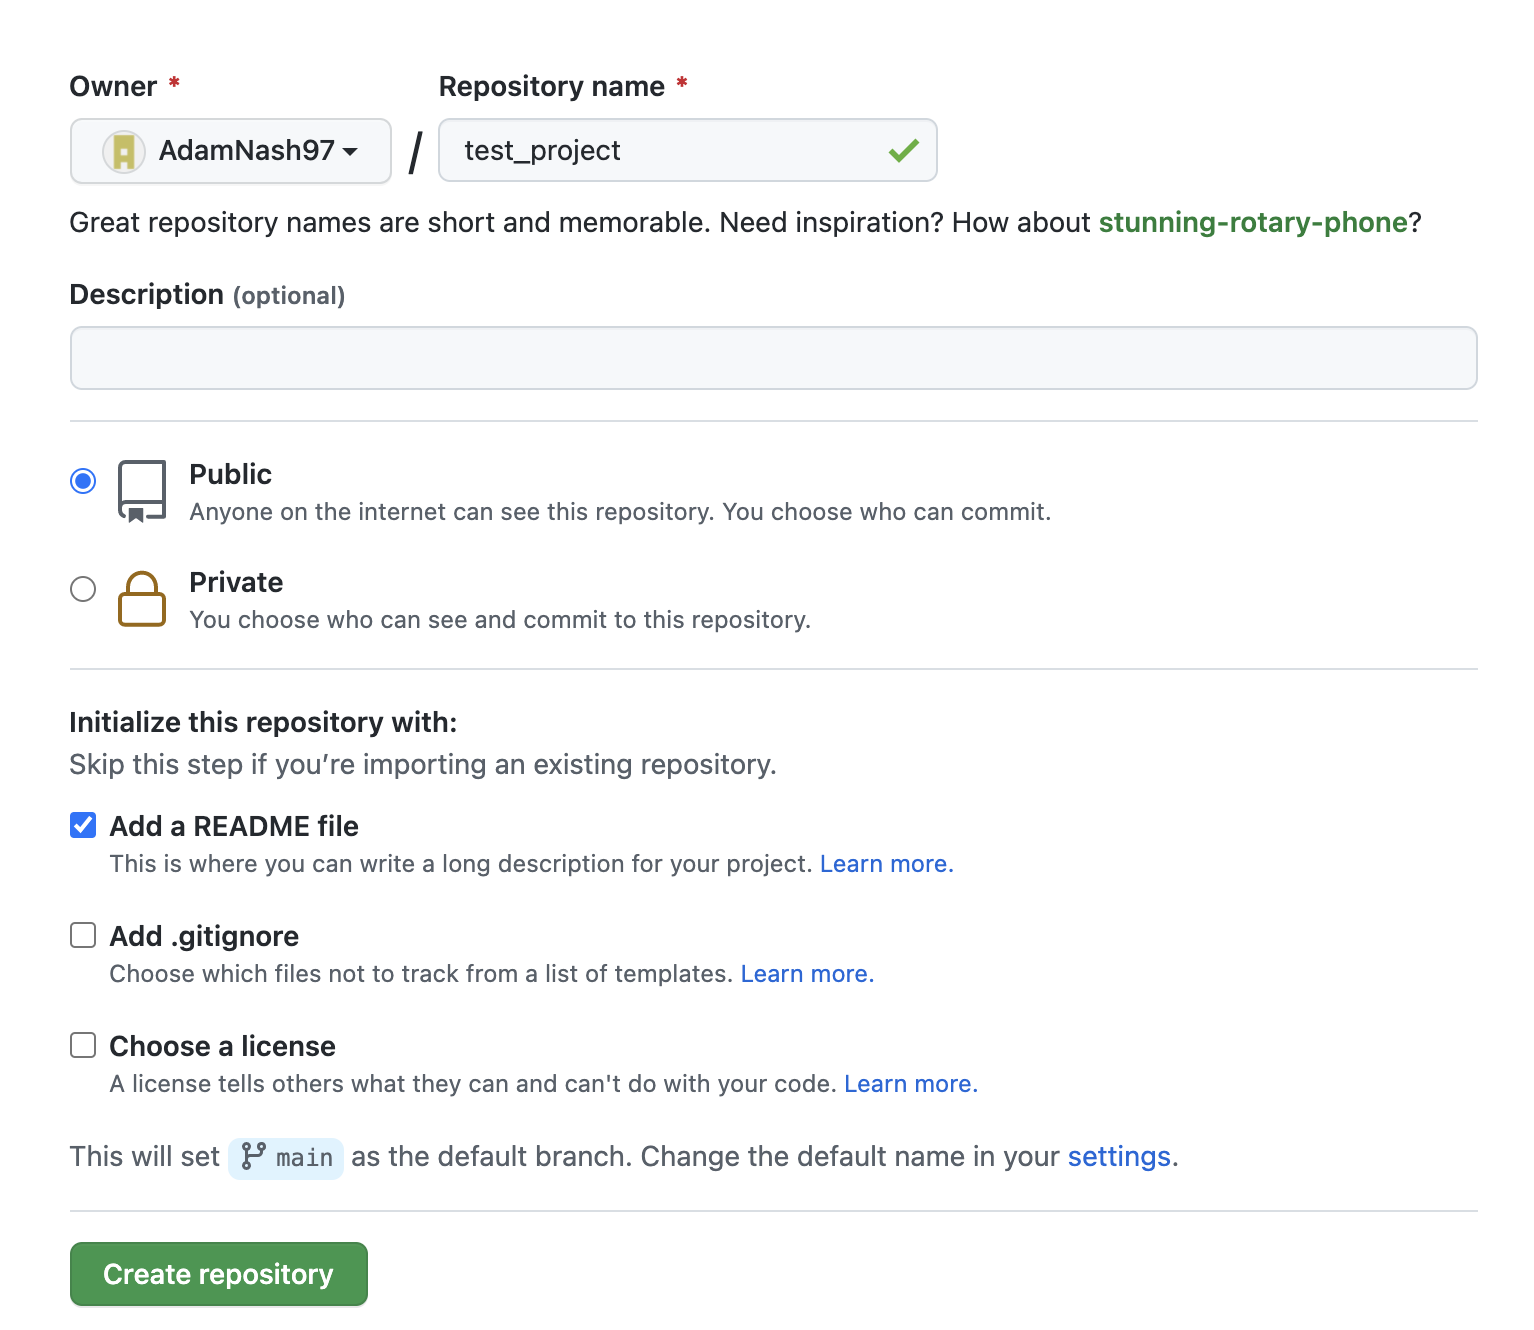 Owner * Repository name *
AdamNash97 / test_project
Great repository names are short and memorable. Need inspiration? How about stunning-rotary-phone?
Description (optional)
Public
Anyone on the internet can see this repository. You choose who can commit.
Private
You choose who can see and commit to this repository.
Initialize this repository with:
Skip this step if you’re importing an existing repository.
Add a README file
This is where you can write a long description for your project. Learn more.
Add .gitignore
Choose which files not to track from a list of templates. Learn more.
Choose a license
A license tells others what they can and can't do with your code. Learn more.
This will set main as the default branch. Change the default name in your settings.
Create repository